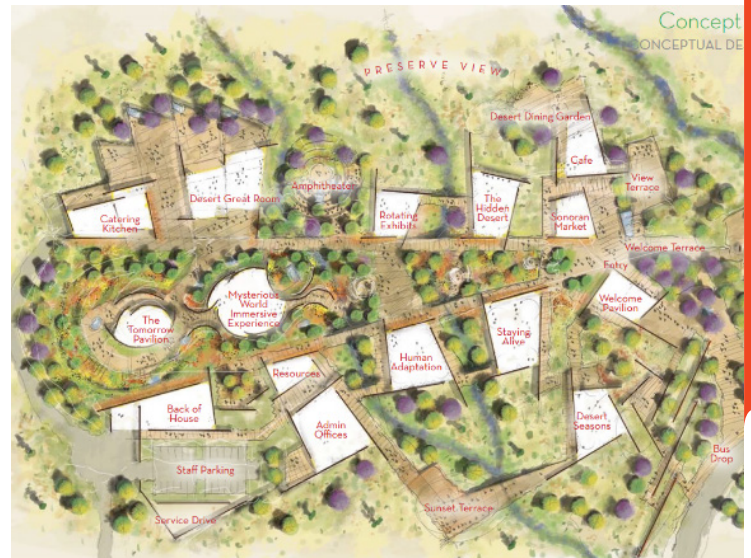 Concept
CONCEPTUAL DE
PRESERVE VIEW
Desert Dining Garden
Cafe
View
Terrace
Amphitheater
Desert Great Room
Catering
Kitchen
Rotating
Exhibits
The
Hidden
Desert
Sonoran
Market
Welcome Terrace
Entry
Welcome
Pavilion
Mysterious
World
Immersive
Experience
The
Tomorrow
Pavilion
Staying
Alive
Human
Adaptation
Resources
Back of
House
Admin
Offices
Desert
Seasons
Bus
Drop
Staff Parking
Sunset Terrace
Service Drive